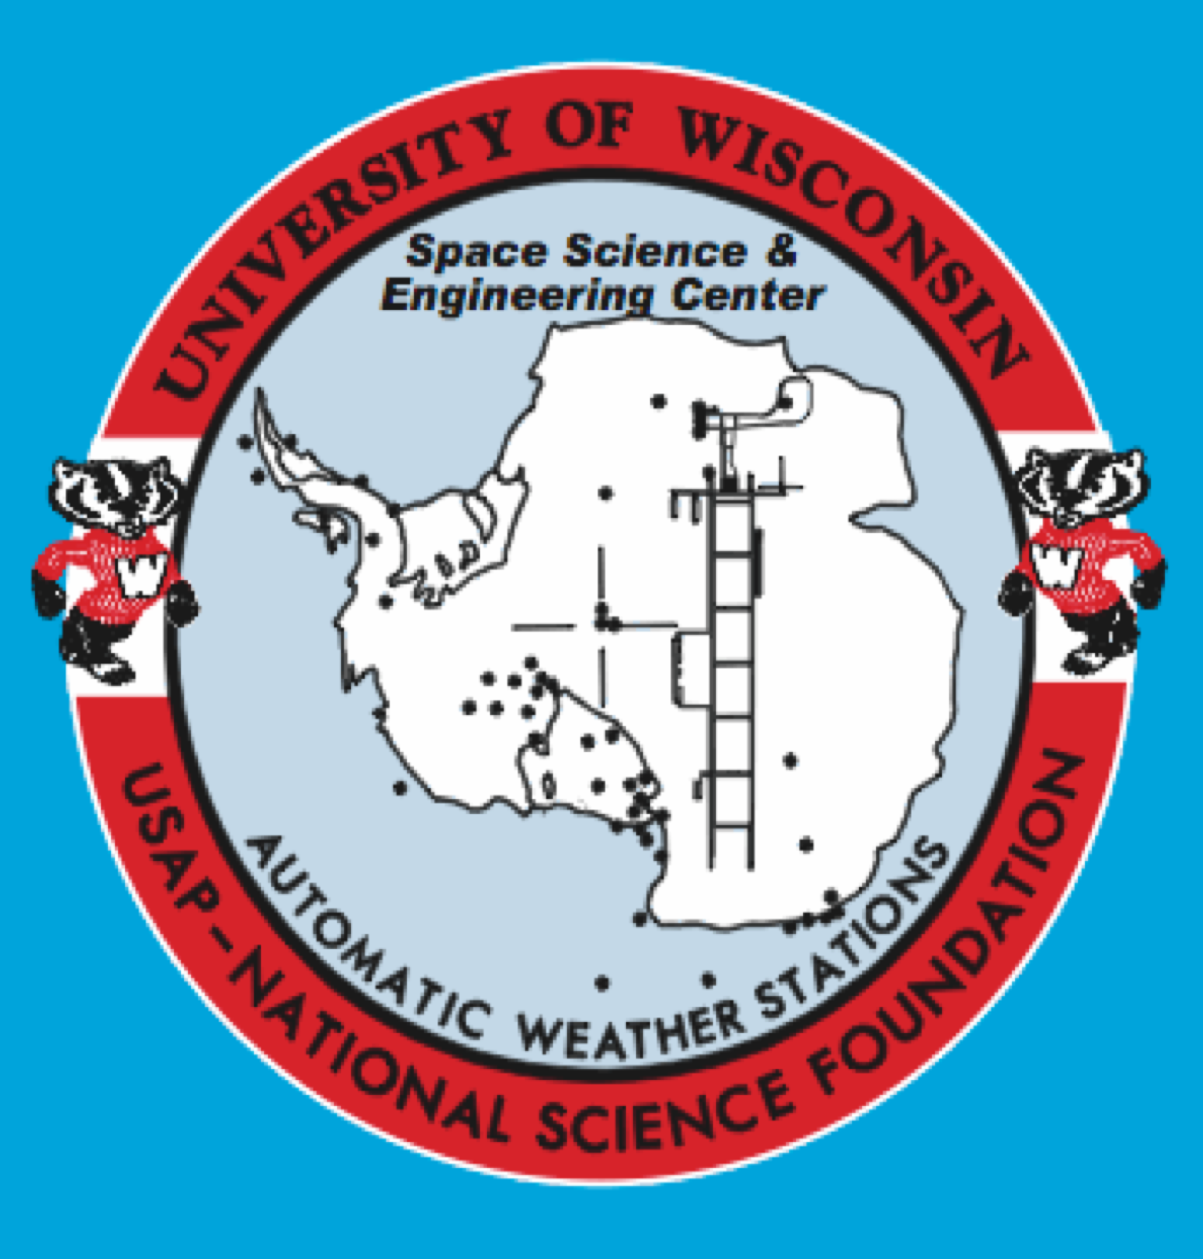 UNIVERSITY OF WISCONSIN
Space Science &
Engineering Center
W
W
AUTOMATIC WEATHER STATIONS
USAP - NATIONAL SCIENCE FOUNDATION